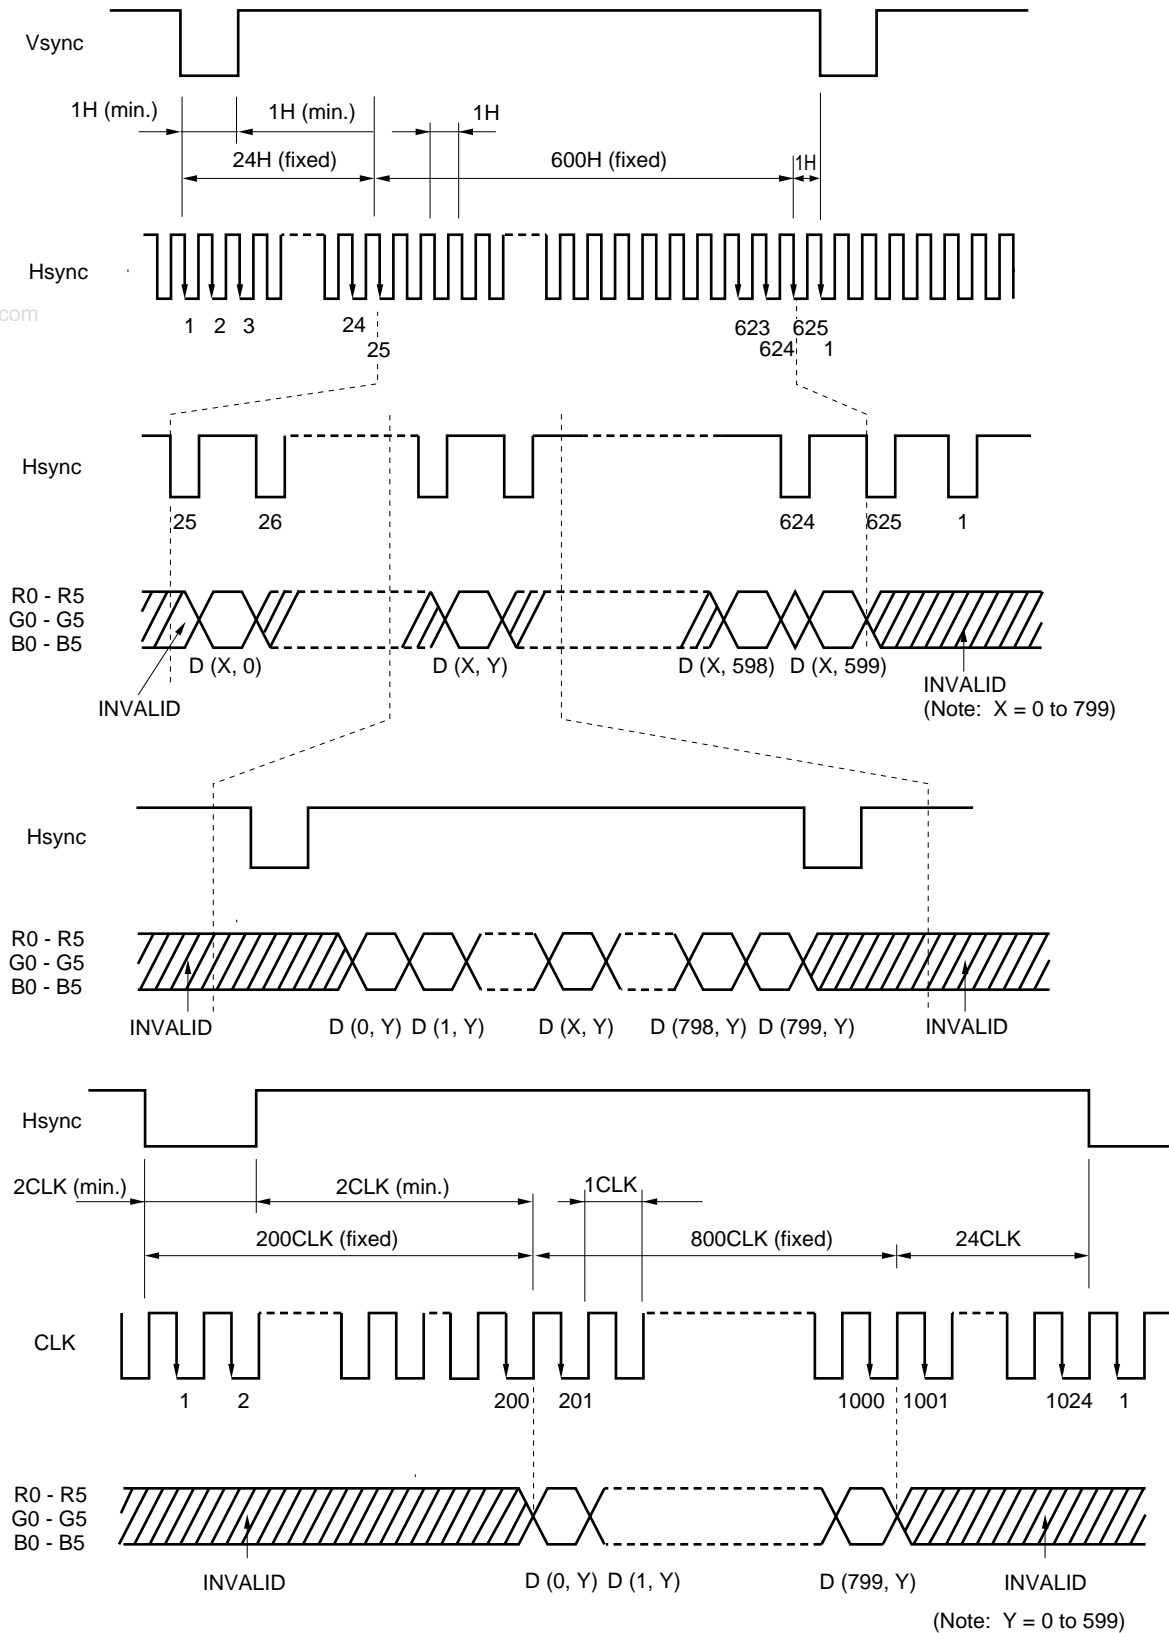 Vsync
1H (min.) 1H (min.) 1H
24H (fixed) 600H (fixed) 1H
Hsync
com
1 2 3 24 623 625
25 624 1
Hsync
25 26 624 625 1
R0 - R5
G0 - G5
B0 - B5
D (X, 0) D (X, Y) D (X, 598) D (X, 599)
INVALID INVALID
(Note: X = 0 to 799)
Hsync
R0 - R5
G0 - G5
B0 - B5
INVALID D (0, Y) D (1, Y) D (X, Y) D (798, Y) D (799, Y) INVALID
Hsync
2CLK (min.) 2CLK (min.) 1CLK
200CLK (fixed) 800CLK (fixed) 24CLK
CLK
1 2 200 201 1000 1001 1024 1
R0 - R5
G0 - G5
B0 - B5
INVALID D (0, Y) D (1, Y) D (799, Y) INVALID
(Note: Y = 0 to 599)